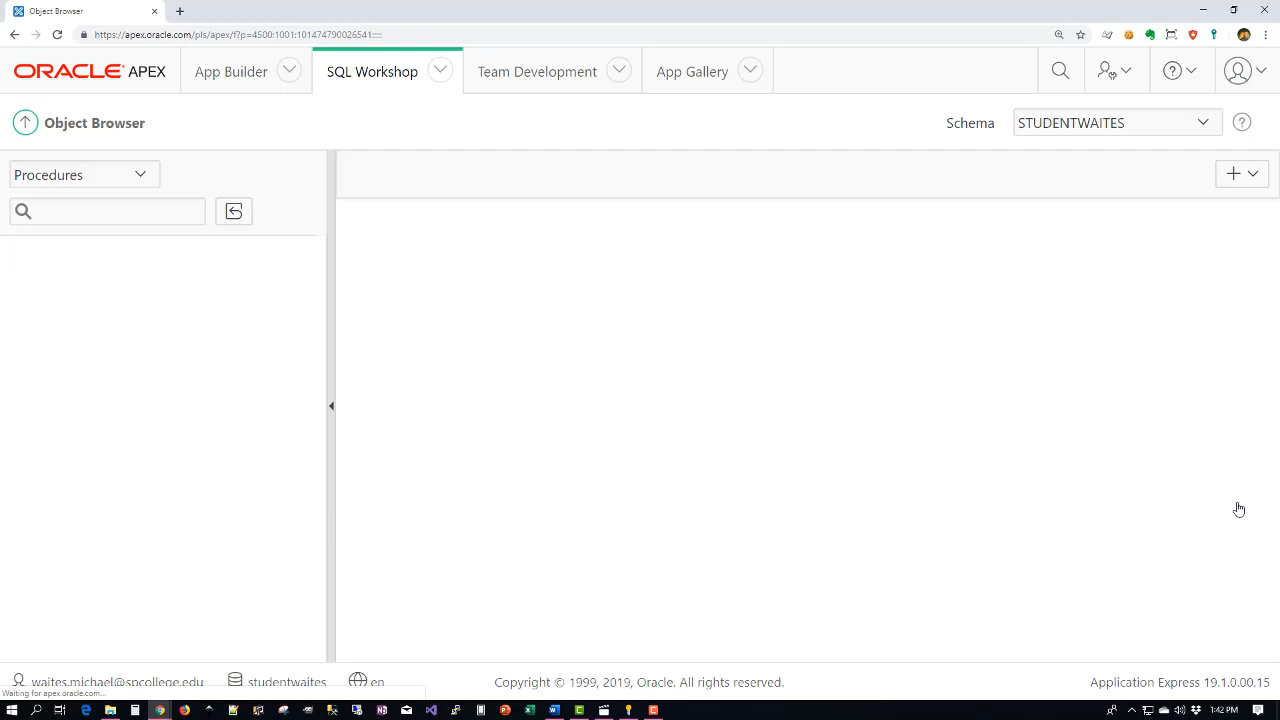 Object Browser
https://apex.oracle.com/pls/apex/f?p=4500:1001:101474790026541:::::
ORACLE APEX
App Builder
SQL Workshop
Team Development
App Gallery
Object Browser
Schema
STUDENTWAITES
Procedures
waites.michael@spcollege.edu
studentwaites
en
Copyright © 1999, 2019, Oracle. All rights reserved.
Application Express 19.1.0.00.15
Waiting for apex.oracle.com...
1:42 PM